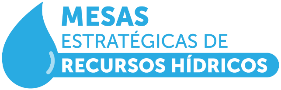 MESAS
ESTRATÉGICAS DE
RECURSOS HÍDRICOS